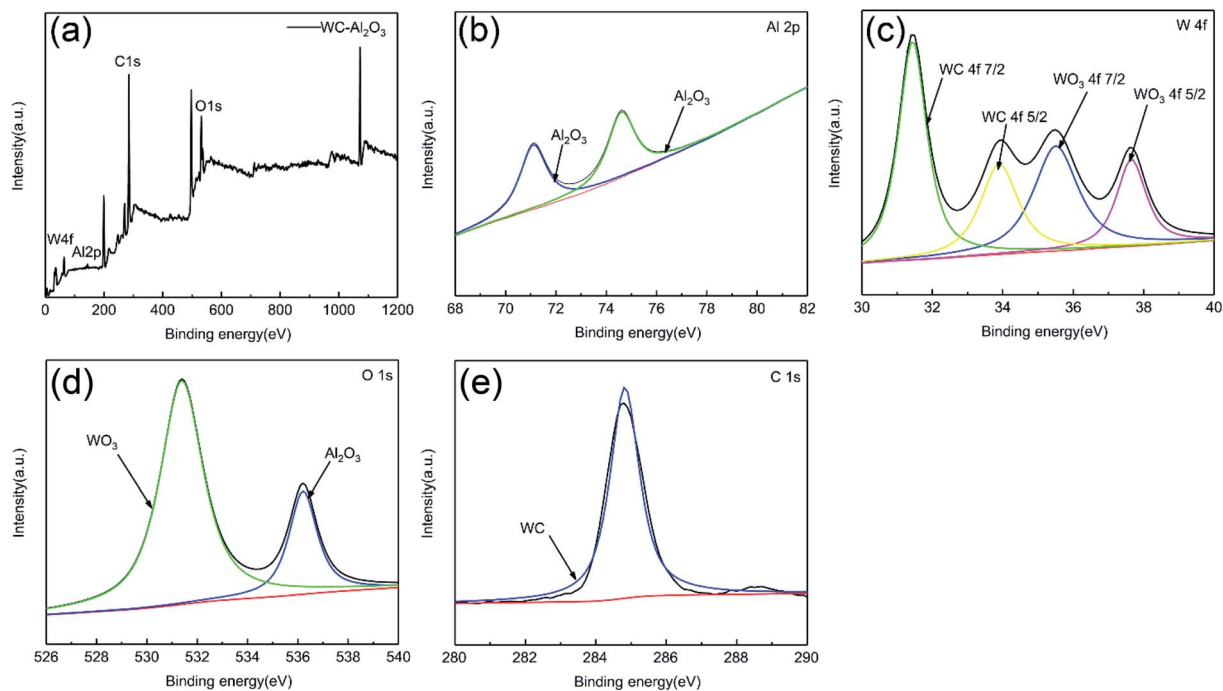 (a)
WC-Al₂O₃
C1s
O1s
W4f
Al2p
Intensity(a.u.)
0 200 400 600 800 1000 1200
Binding energy(eV)
(b)
Al 2p
Al₂O₃
Al₂O₃
Intensity(a.u.)
68 70 72 74 76 78 80 82
Binding energy(eV)
(c)
W 4f
WC 4f 7/2
WO₃ 4f 7/2
WC 4f 5/2
WO₃ 4f 5/2
Intensity(a.u.)
30 32 34 36 38 40
Binding energy(eV)
(d)
O 1s
WO₃
Al₂O₃
Intensity(a.u.)
526 528 530 532 534 536 538 540
Binding energy(eV)
(e)
C 1s
WC
Intensity(a.u.)
280 282 284 286 288 290
Binding energy(eV)